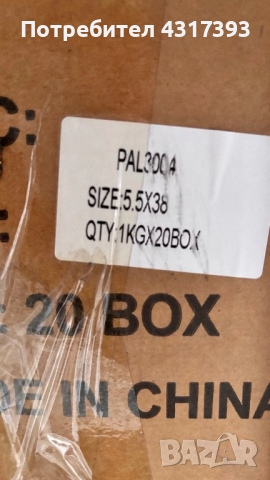 Потребител 4317393
C:
PAL3004
SIZE:5.5X38
QTY:1KGX20BOX
: 20 BOX
DE IN CHINA
bazar